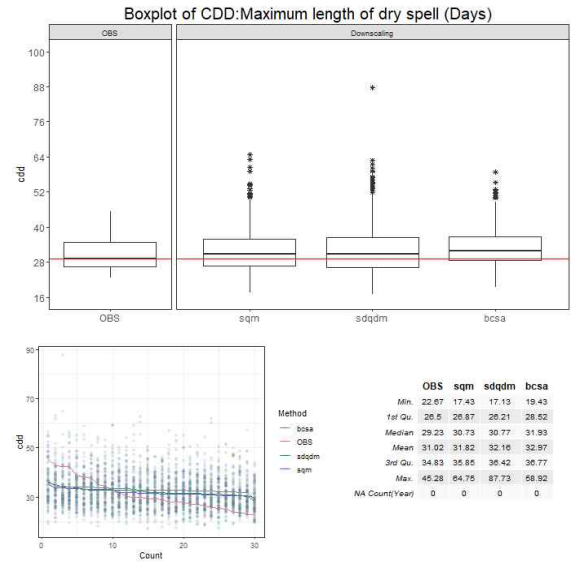 Boxplot of CDD:Maximum length of dry spell (Days)
OBS
Downscaling
100
88
76
64
52
40
28
16
cdd
OBS
sqm
sdqdm
bcsa
90
70
50
30
cdd
0
10
20
30
Count
Method
bcsa
OBS
sdqdm
sqm
OBS sqm sdqdm bcsa
Min. 22.67 17.43 17.13 19.43
1st Qu. 26.5 26.87 26.21 28.52
Median 29.23 30.73 30.77 31.93
Mean 31.02 31.82 32.16 32.97
3rd Qu. 34.83 35.85 36.42 36.77
Max. 45.28 64.75 87.73 58.92
NA Count(Year) 0 0 0 0